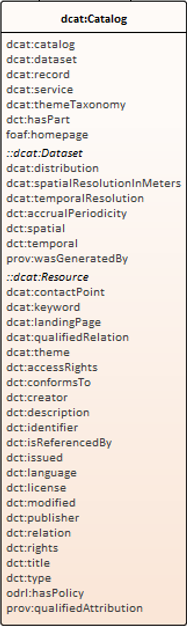 dcat:Catalog
dcat:catalog
dcat:dataset
dcat:record
dcat:service
dcat:themeTaxonomy
dct:hasPart
foaf:homepage
::dcat:Dataset
dcat:distribution
dcat:spatialResolutionInMeters
dcat:temporalResolution
dct:accrualPeriodicity
dct:spatial
dct:temporal
prov:wasGeneratedBy
::dcat:Resource
dcat:contactPoint
dcat:keyword
dcat:landingPage
dcat:qualifiedRelation
dcat:theme
dct:accessRights
dct:conformsTo
dct:creator
dct:description
dct:identifier
dct:isReferencedBy
dct:issued
dct:language
dct:license
dct:modified
dct:publisher
dct:relation
dct:rights
dct:title
dct:type
odrl:hasPolicy
prov:qualifiedAttribution